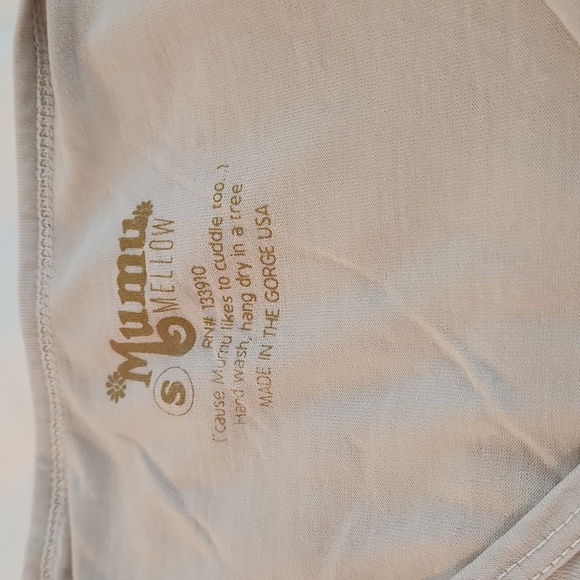 Mumu
MELLOW
S
RN# 133910
('cause Mumu likes to cuddle too...)
Hand wash, hang dry in a tree
MADE IN THE GORGE USA